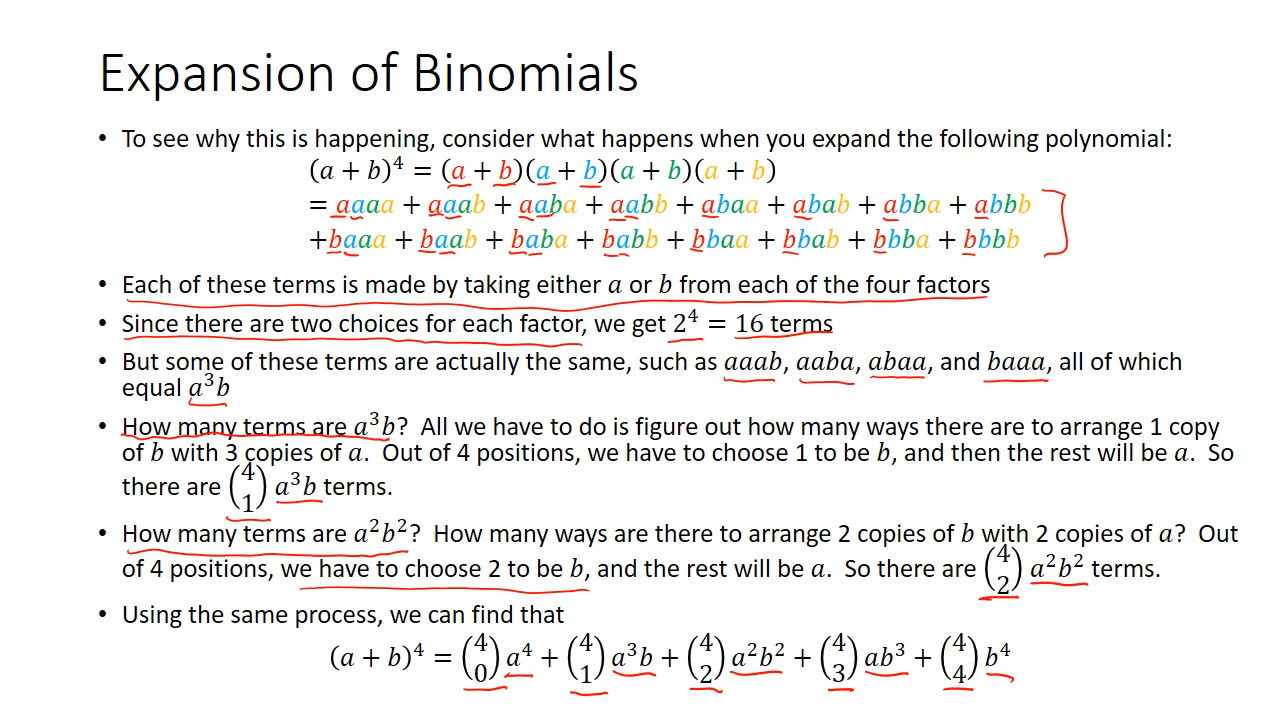 Expansion of Binomials
• To see why this is happening, consider what happens when you expand the following polynomial:
(a + b)⁴ = (a + b)(a + b)(a + b)(a + b)
= aaaa + aaab + aaba + aabb + abaa + abab + abba + abbb
+baaa + baab + baba + babb + bbaa + bbab + bbba + bbbb
• Each of these terms is made by taking either a or b from each of the four factors
• Since there are two choices for each factor, we get 2⁴ = 16 terms
• But some of these terms are actually the same, such as aaab, aaba, abaa, and baaa, all of which
equal a³b
• How many terms are a³b? All we have to do is figure out how many ways there are to arrange 1 copy
of b with 3 copies of a. Out of 4 positions, we have to choose 1 to be b, and then the rest will be a. So
there are (4 1) a³b terms.
• How many terms are a²b²? How many ways are there to arrange 2 copies of b with 2 copies of a? Out
of 4 positions, we have to choose 2 to be b, and the rest will be a. So there are (4 2) a²b² terms.
• Using the same process, we can find that
(a + b)⁴ = (4 0) a⁴ + (4 1) a³b + (4 2) a²b² + (4 3) ab³ + (4 4) b⁴